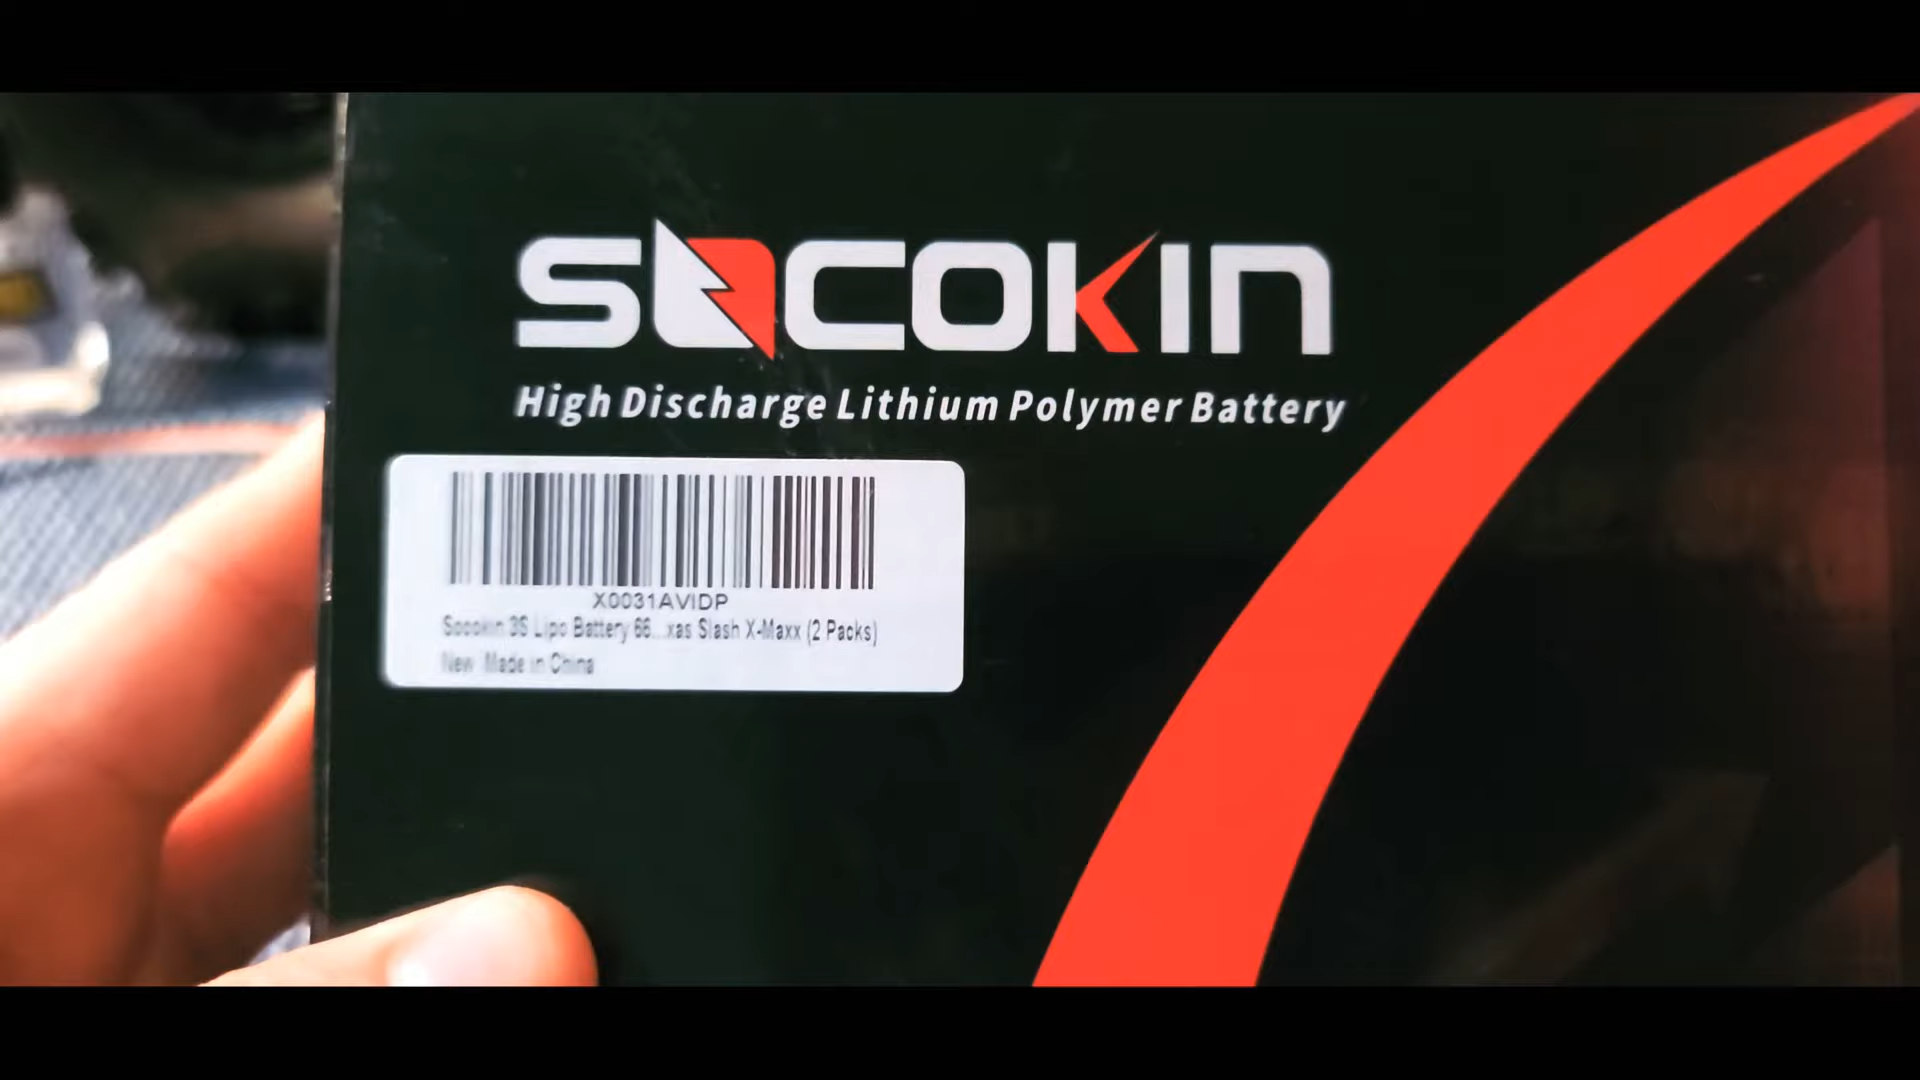 SOCOKIN
High Discharge Lithium Polymer Battery
X0031AVIDP
Socokin 3S Lipo Battery 66...xas Slash X-Maxx (2 Packs)
New Made in China